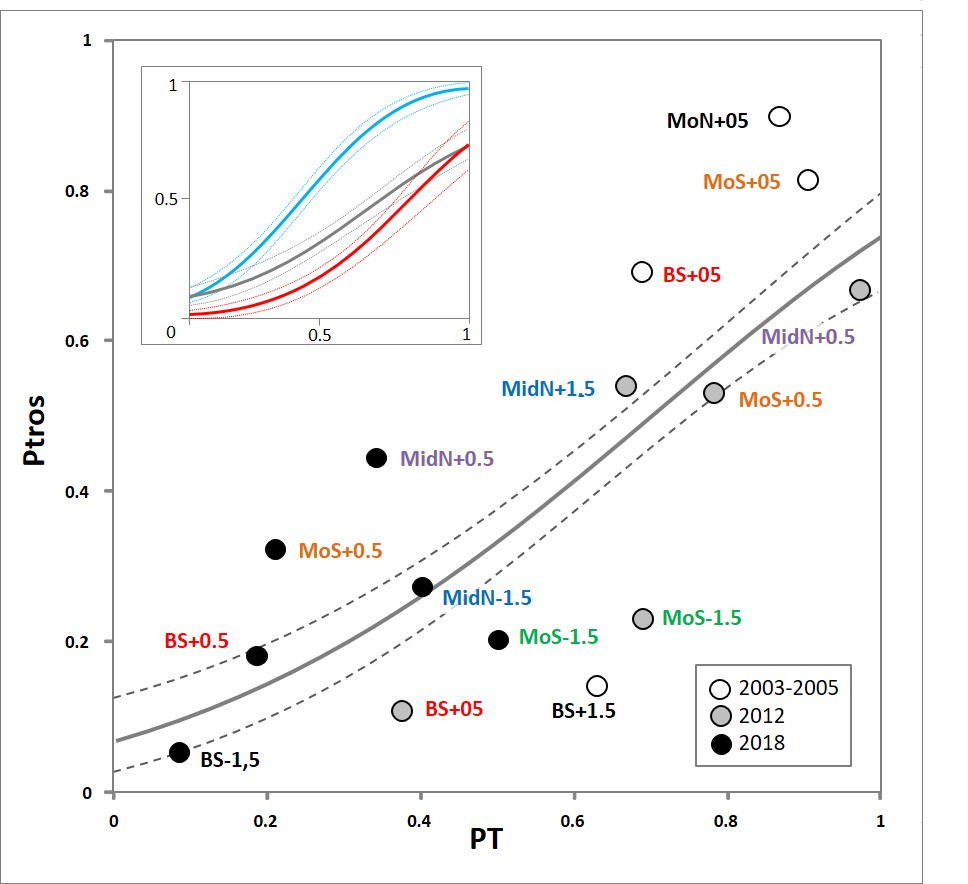 1
0.8
0.6
0.4
0.2
0
Ptros
1
0.5
0
0.5
1
MoN+05
MoS+05
BS+05
MidN+0.5
MidN+1.5
MoS+0.5
MidN+0.5
MoS+0.5
MidN-1.5
MoS-1.5
MoS-1.5
BS+0.5
BS+05
BS+1.5
BS-1,5
2003-2005
2012
2018
0
0.2
0.4
0.6
0.8
1
PT